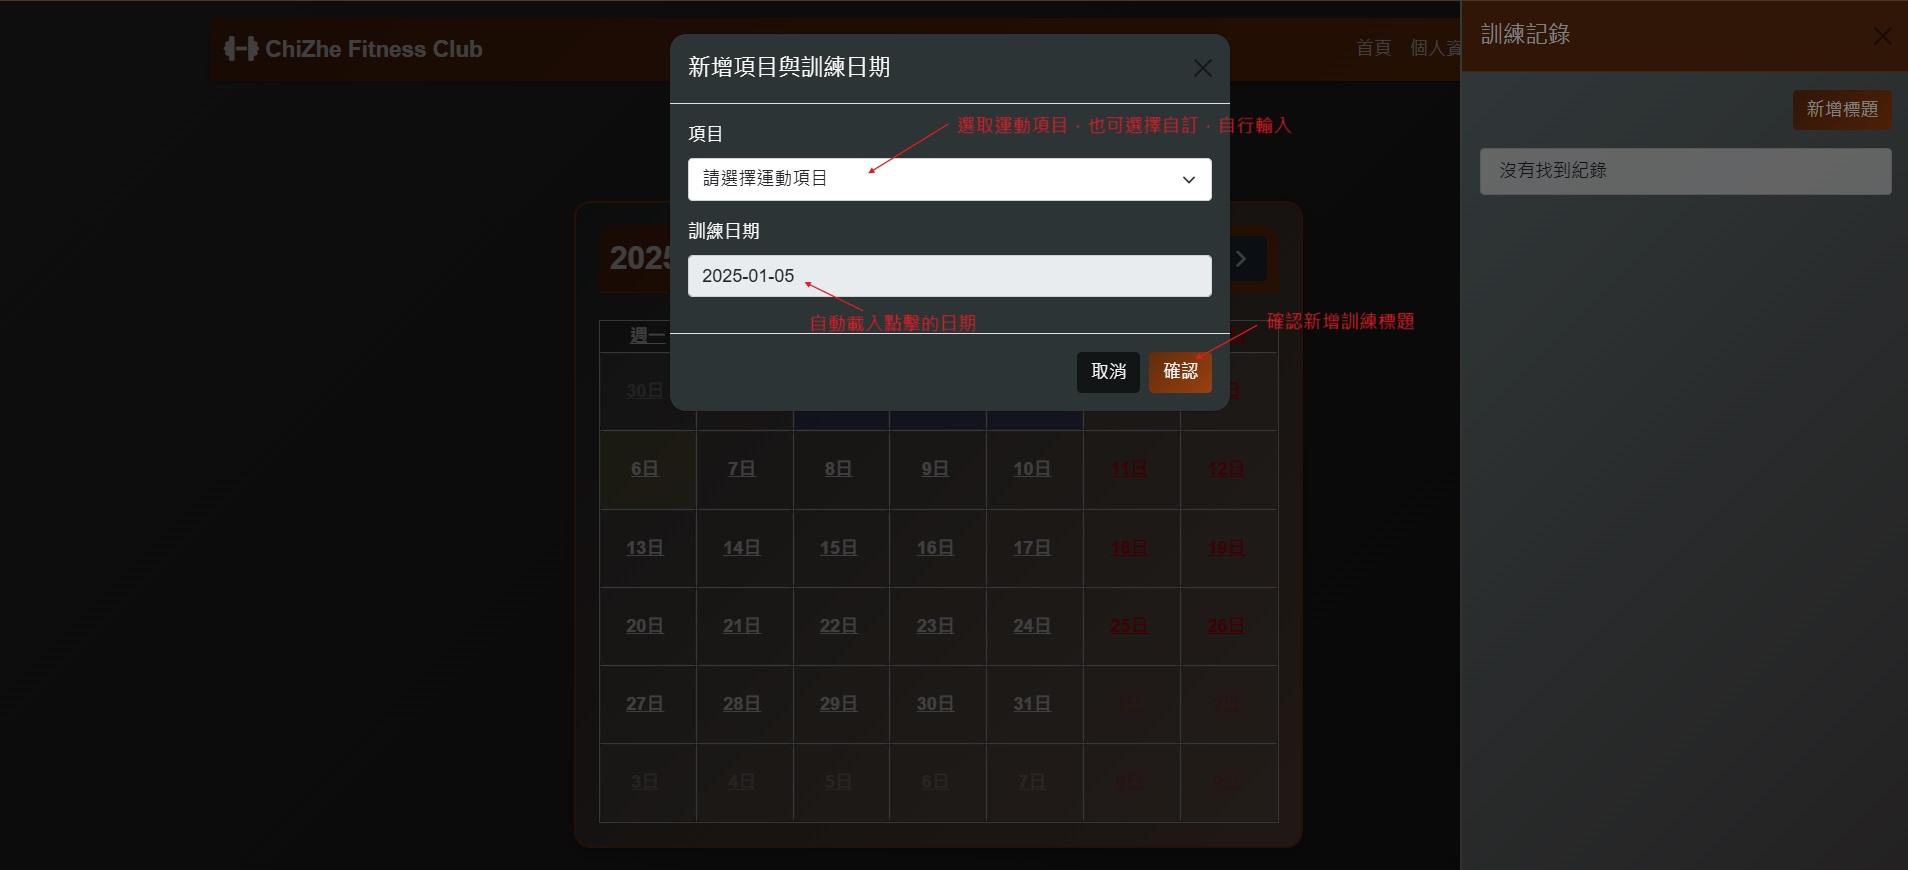 ChiZhe Fitness Club
首頁 個人資
訓練記錄
新增標題
沒有找到紀錄
新增項目與訓練日期
項目
選取運動項目，也可選擇自訂，自行輸入
請選擇運動項目
訓練日期
2025-01-05
自動載入點擊的日期
確認新增訓練標題
取消 確認
2025
週一
30日
6日 7日 8日 9日 10日 11日 12日
13日 14日 15日 16日 17日 18日 19日
20日 21日 22日 23日 24日 25日 26日
27日 28日 29日 30日 31日 1日 2日
3日 4日 5日 6日 7日 8日 9日